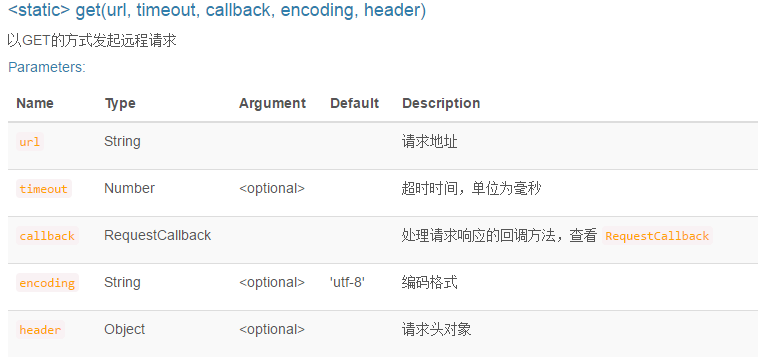 <static> get(url, timeout, callback, encoding, header)
以GET的方式发起远程请求
Parameters:
Name Type Argument Default Description
url String 请求地址
timeout Number <optional> 超时时间，单位为毫秒
callback RequestCallback 处理请求响应的回调方法，查看 RequestCallback
encoding String <optional> 'utf-8' 编码格式
header Object <optional> 请求头对象